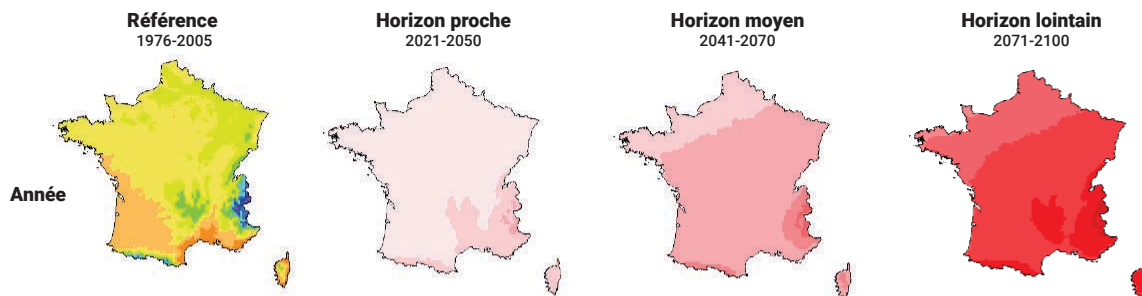 Référence
1976-2005
Horizon proche
2021-2050
Horizon moyen
2041-2070
Horizon lointain
2071-2100
Année